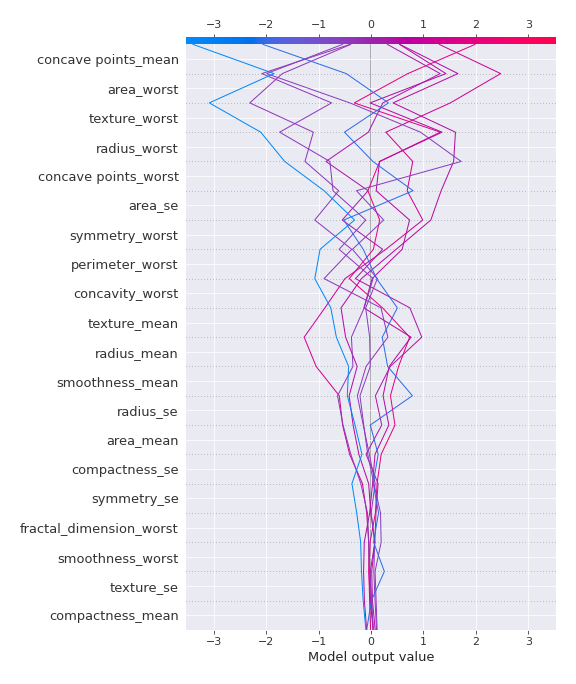 −3 −2 −1 0 1 2 3
concave points_mean
area_worst
texture_worst
radius_worst
concave points_worst
area_se
symmetry_worst
perimeter_worst
concavity_worst
texture_mean
radius_mean
smoothness_mean
radius_se
area_mean
compactness_se
symmetry_se
fractal_dimension_worst
smoothness_worst
texture_se
compactness_mean
−3 −2 −1 0 1 2 3
Model output value